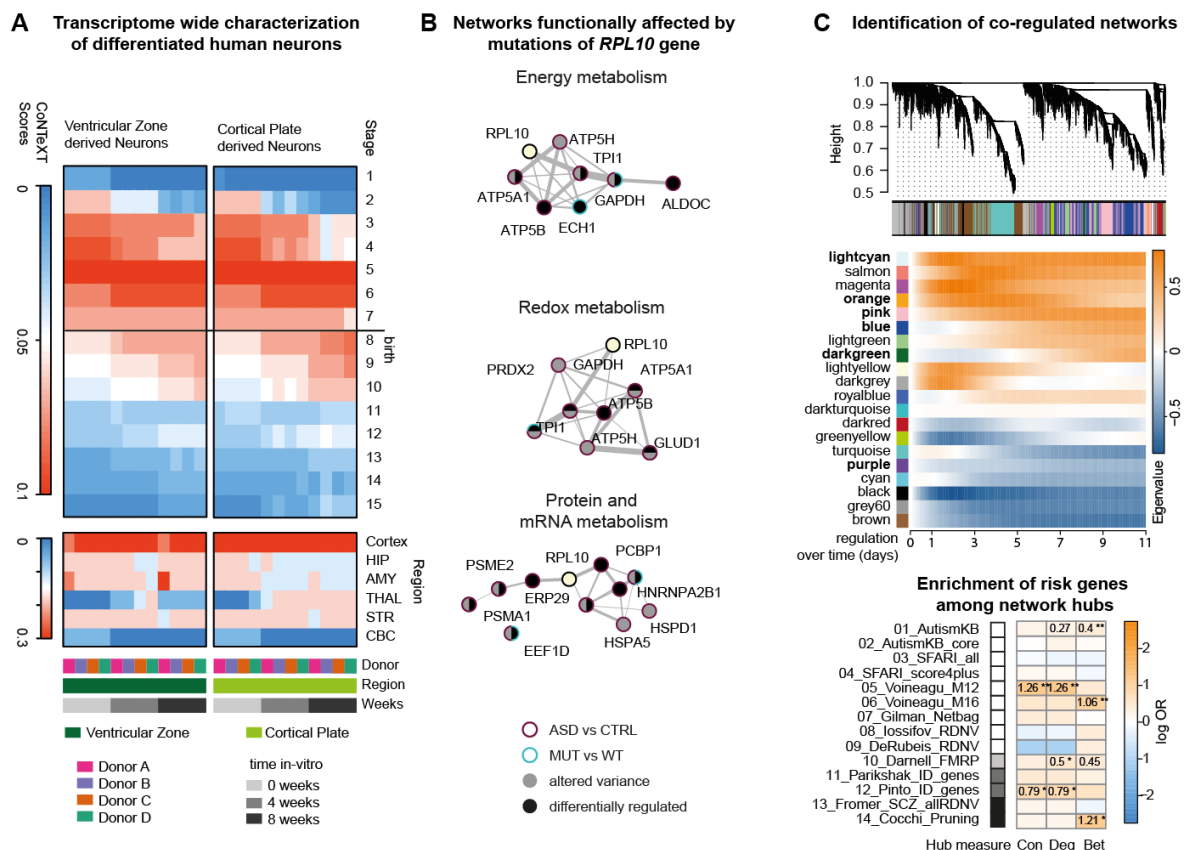 A Transcriptome wide characterization
of differentiated human neurons
CoNTeXT
Scores
Ventricular Zone
derived Neurons
Cortical Plate
derived Neurons
Stage
0
0.05
0.1
1
2
3
4
5
6
7
birth
8
9
10
11
12
13
14
15
0
0.3
Cortex
HIP
AMY
THAL
STR
CBC
Region
Donor
Region
Weeks
Ventricular Zone
Cortical Plate
Donor A
Donor B
Donor C
Donor D
time in-vitro
0 weeks
4 weeks
8 weeks
B Networks functionally affected by
mutations of RPL10 gene
Energy metabolism
RPL10
ATP5H
TPI1
ATP5A1
GAPDH
ALDOC
ATP5B
ECH1
Redox metabolism
RPL10
PRDX2
GAPDH
ATP5A1
ATP5B
TPI1
ATP5H
GLUD1
Protein and
mRNA metabolism
PSME2
RPL10
PCBP1
ERP29
HNRNPA2B1
PSMA1
HSPD1
EEF1D
HSPA5
ASD vs CTRL
MUT vs WT
altered variance
differentially regulated
C Identification of co-regulated networks
Height
1.0
0.9
0.8
0.7
0.6
0.5
lightcyan
salmon
magenta
orange
pink
blue
lightgreen
darkgreen
lightyellow
darkgrey
royalblue
darkturquoise
darkred
greenyellow
turquoise
purple
cyan
black
grey60
brown
regulation
over time (days)
0 1 3 5 7 9 11
0.5
0
−0.5
Eigenvalue
Enrichment of risk genes
among network hubs
01_AutismKB 0.27 0.4 **
02_AutismKB_core
03_SFARI_all
04_SFARI_score4plus
05_Voineagu_M12 1.26 ** 1.26 **
06_Voineagu_M16 1.06 **
07_Gilman_Netbag
08_Iossifov_RDNV
09_DeRubeis_RDNV
10_Darnell_FMRP 0.5 * 0.45
11_Parikshak_ID_genes
12_Pinto_ID_genes 0.79 * 0.79 *
13_Fromer_SCZ_allRDNV
14_Cocchi_Pruning 1.21 *
Hub measure Con Deg Bet
2
1
0
−1
−2
log OR